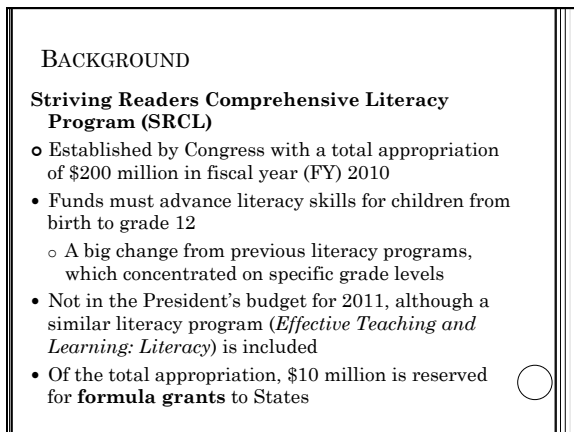 BACKGROUND
Striving Readers Comprehensive Literacy
Program (SRCL)
Established by Congress with a total appropriation
of $200 million in fiscal year (FY) 2010
• Funds must advance literacy skills for children from
birth to grade 12
○ A big change from previous literacy programs,
which concentrated on specific grade levels
• Not in the President's budget for 2011, although a
similar literacy program (Effective Teaching and
Learning: Literacy) is included
• Of the total appropriation, $10 million is reserved
for formula grants to States